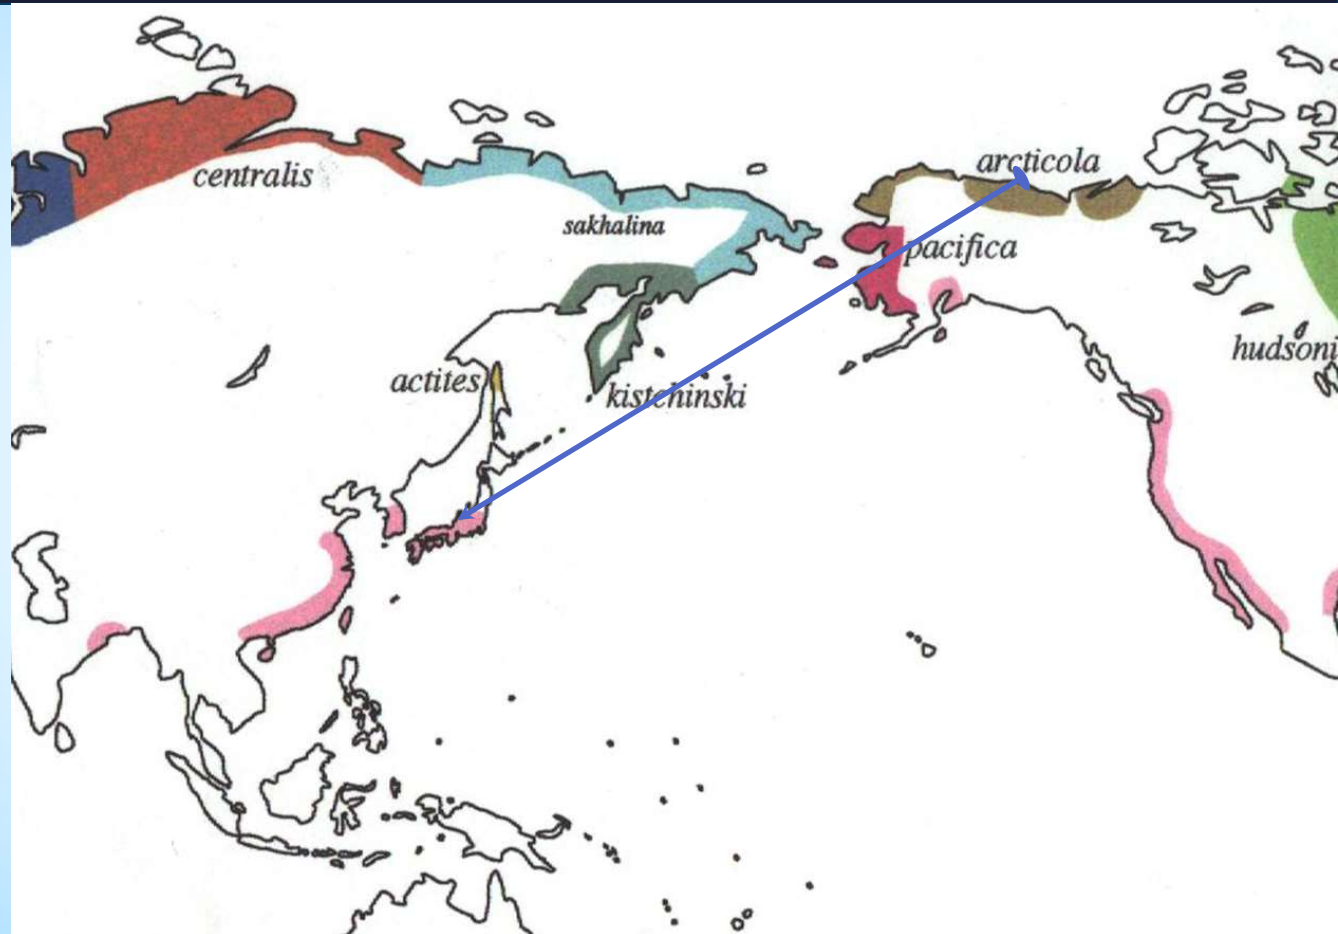 arcticola
centralis
sakhalina
pacifica
hudsoni
actites
kistchinski